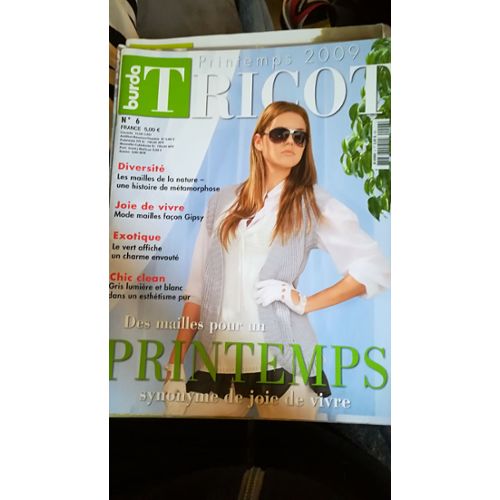 Printemps 2009
burda
TRICOT
N° 6
FRANCE 5,00 €
Diversité
Les mailles de la nature –
une histoire de métamorphose
Joie de vivre
Mode mailles façon Gipsy
Exotique
Le vert affiche
un charme envoûté
Chic clean
Gris lumière et blanc
dans un esthétisme pur
Des mailles pour un
PRINTEMPS
synonyme de joie de vivre